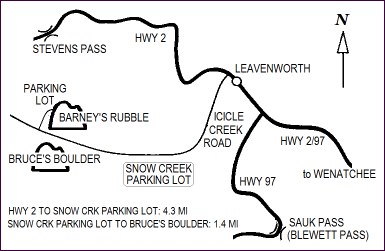 N
STEVENS PASS
HWY 2
LEAVENWORTH
PARKING
LOT
BARNEY'S RUBBLE
ICICLE
CREEK
ROAD
BRUCE'S BOULDER
HWY 2/97
SNOW CREEK
PARKING LOT
to WENATCHEE
HWY 97
HWY 2 TO SNOW CRK PARKING LOT: 4.3 MI
SNOW CRK PARKING LOT TO BRUCE'S BOULDER: 1.4 MI
SAUK PASS
(BLEWETT PASS)